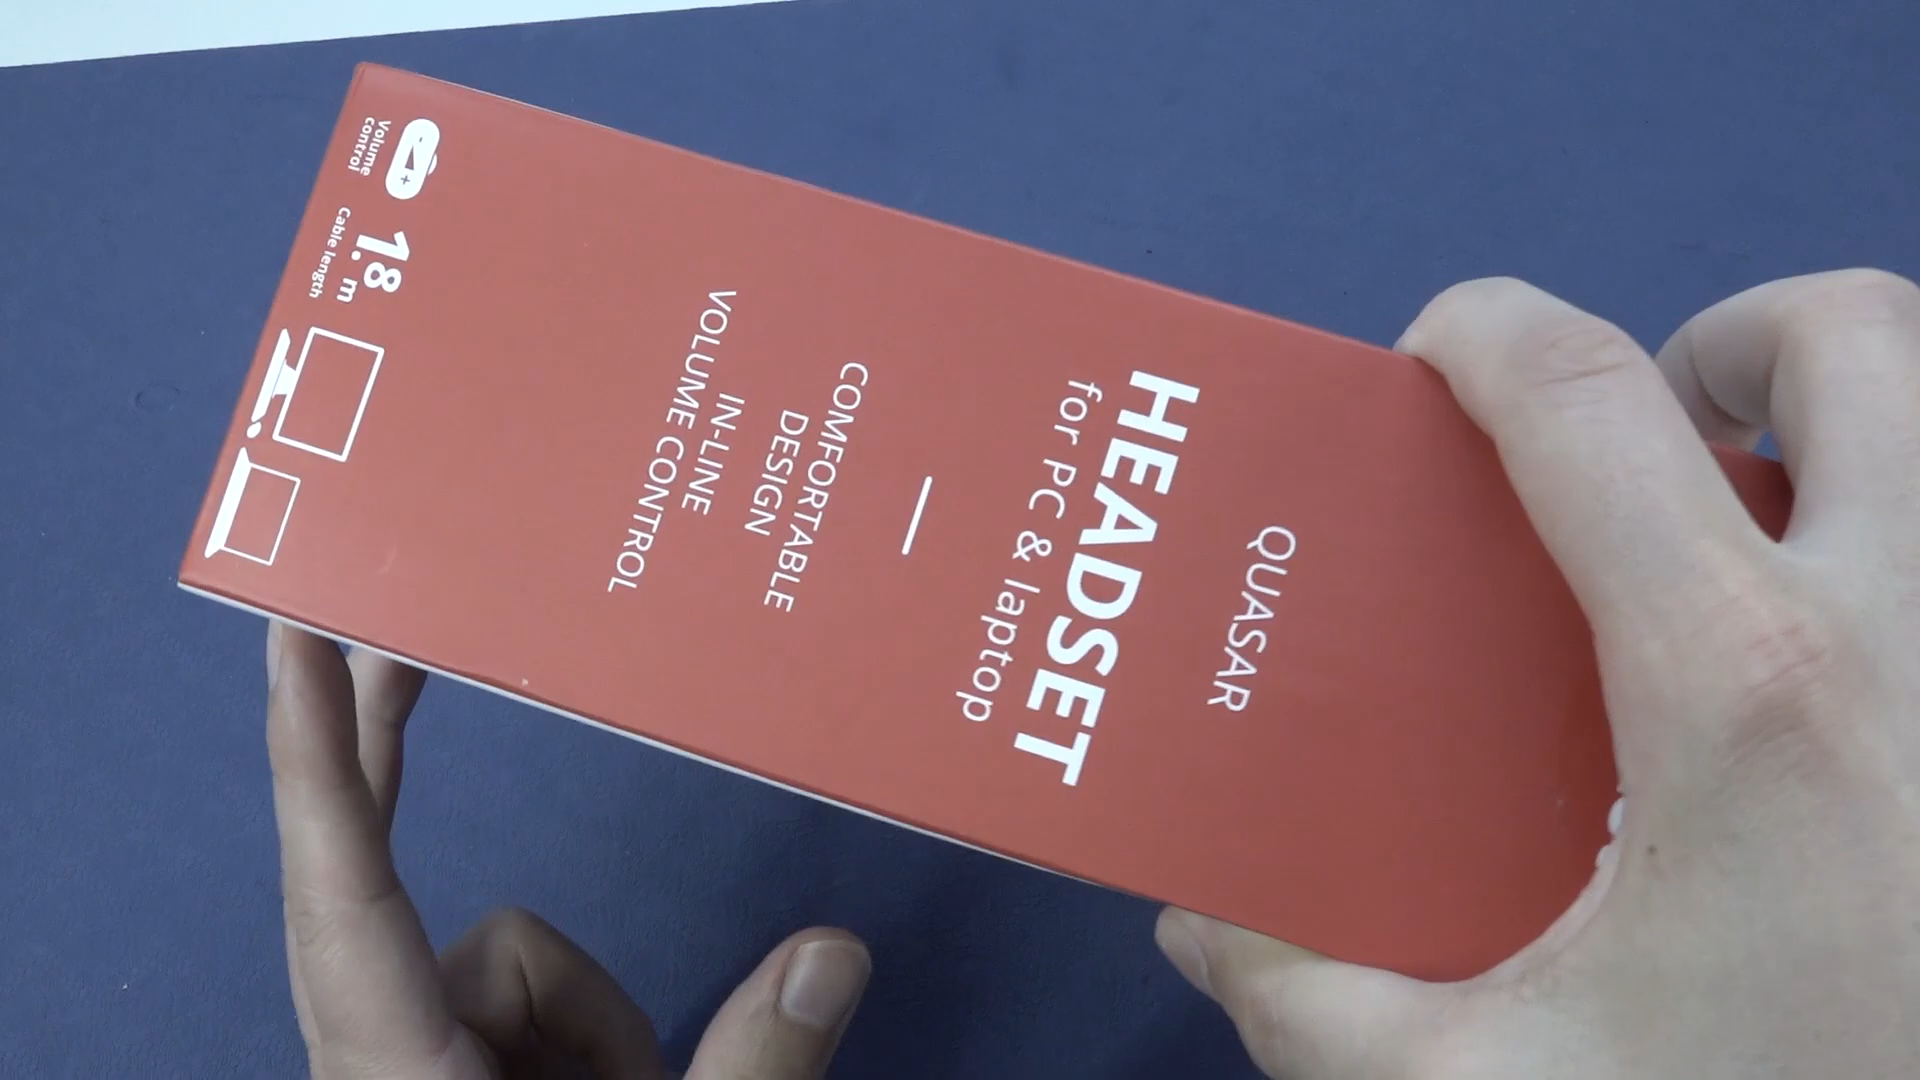 QUASAR
HEADSET
for PC & laptop
COMFORTABLE
DESIGN
IN-LINE
VOLUME CONTROL
- +
Volume
control
1.8 m
Cable length